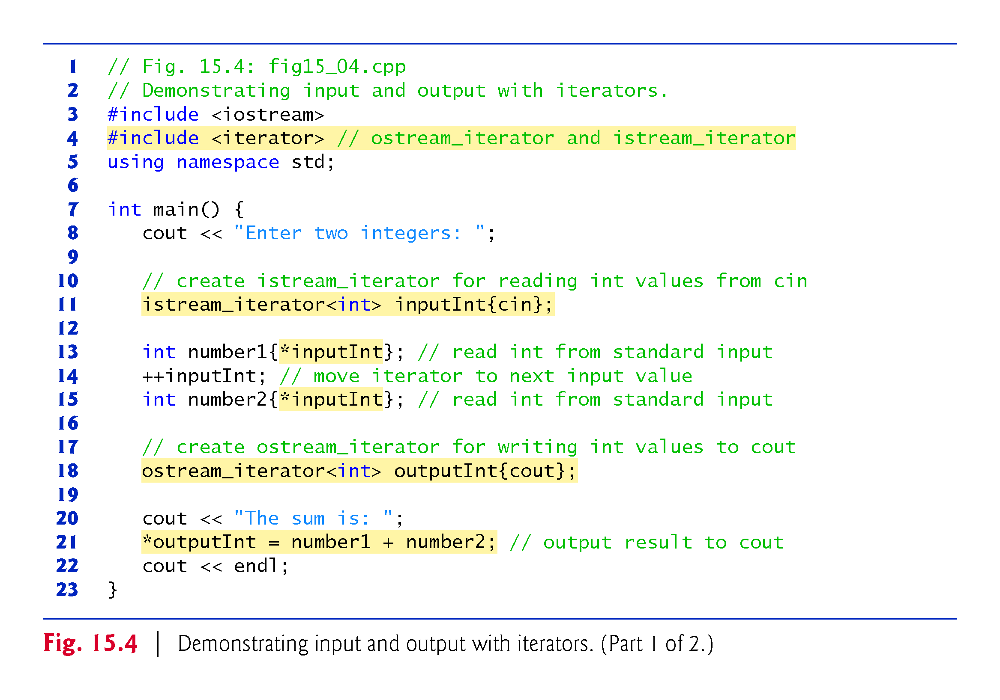 1 // Fig. 15.4: fig15_04.cpp
2 // Demonstrating input and output with iterators.
3 #include <iostream>
4 #include <iterator> // ostream_iterator and istream_iterator
5 using namespace std;
6
7 int main() {
8    cout << "Enter two integers: ";
9
10    // create istream_iterator for reading int values from cin
11    istream_iterator<int> inputInt{cin};
12
13    int number1{*inputInt}; // read int from standard input
14    ++inputInt; // move iterator to next input value
15    int number2{*inputInt}; // read int from standard input
16
17    // create ostream_iterator for writing int values to cout
18    ostream_iterator<int> outputInt{cout};
19
20    cout << "The sum is: ";
21    *outputInt = number1 + number2; // output result to cout
22    cout << endl;
23 }
Fig. 15.4 | Demonstrating input and output with iterators. (Part 1 of 2.)